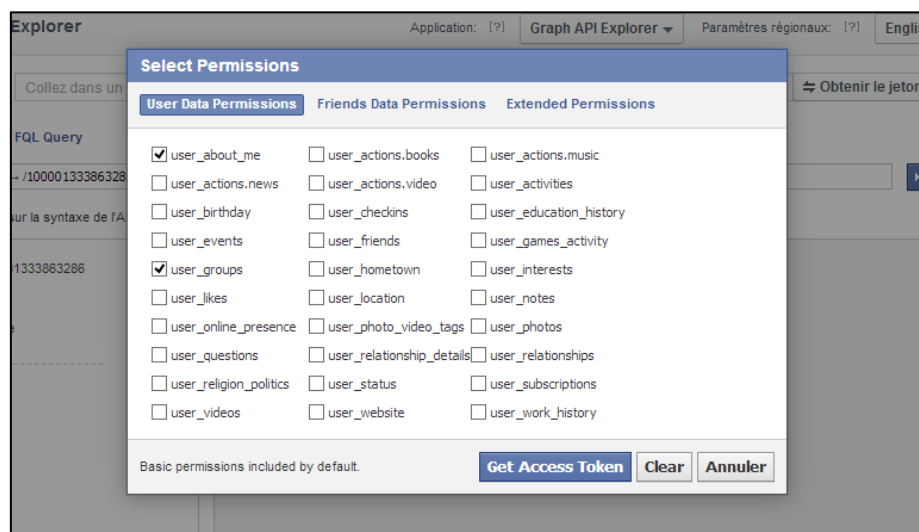 Explorer Application: [?] Graph API Explorer Paramètres régionaux: [?]
Select Permissions
Collez dans un Obtenir le jeton
User Data Permissions Friends Data Permissions Extended Permissions
FQL Query
user_about_me user_actions.books user_actions.music
/10000133386328
user_actions.news user_actions.video user_activities
user_birthday user_checkins user_education_history
sur la syntaxe de l'A
user_events user_friends user_games_activity
1333863286 user_groups user_hometown user_interests
user_likes user_location user_notes
user_online_presence user_photo_video_tags user_photos
user_questions user_relationship_details user_relationships
user_religion_politics user_status user_subscriptions
user_videos user_website user_work_history
Basic permissions included by default. Get Access Token Clear Annuler